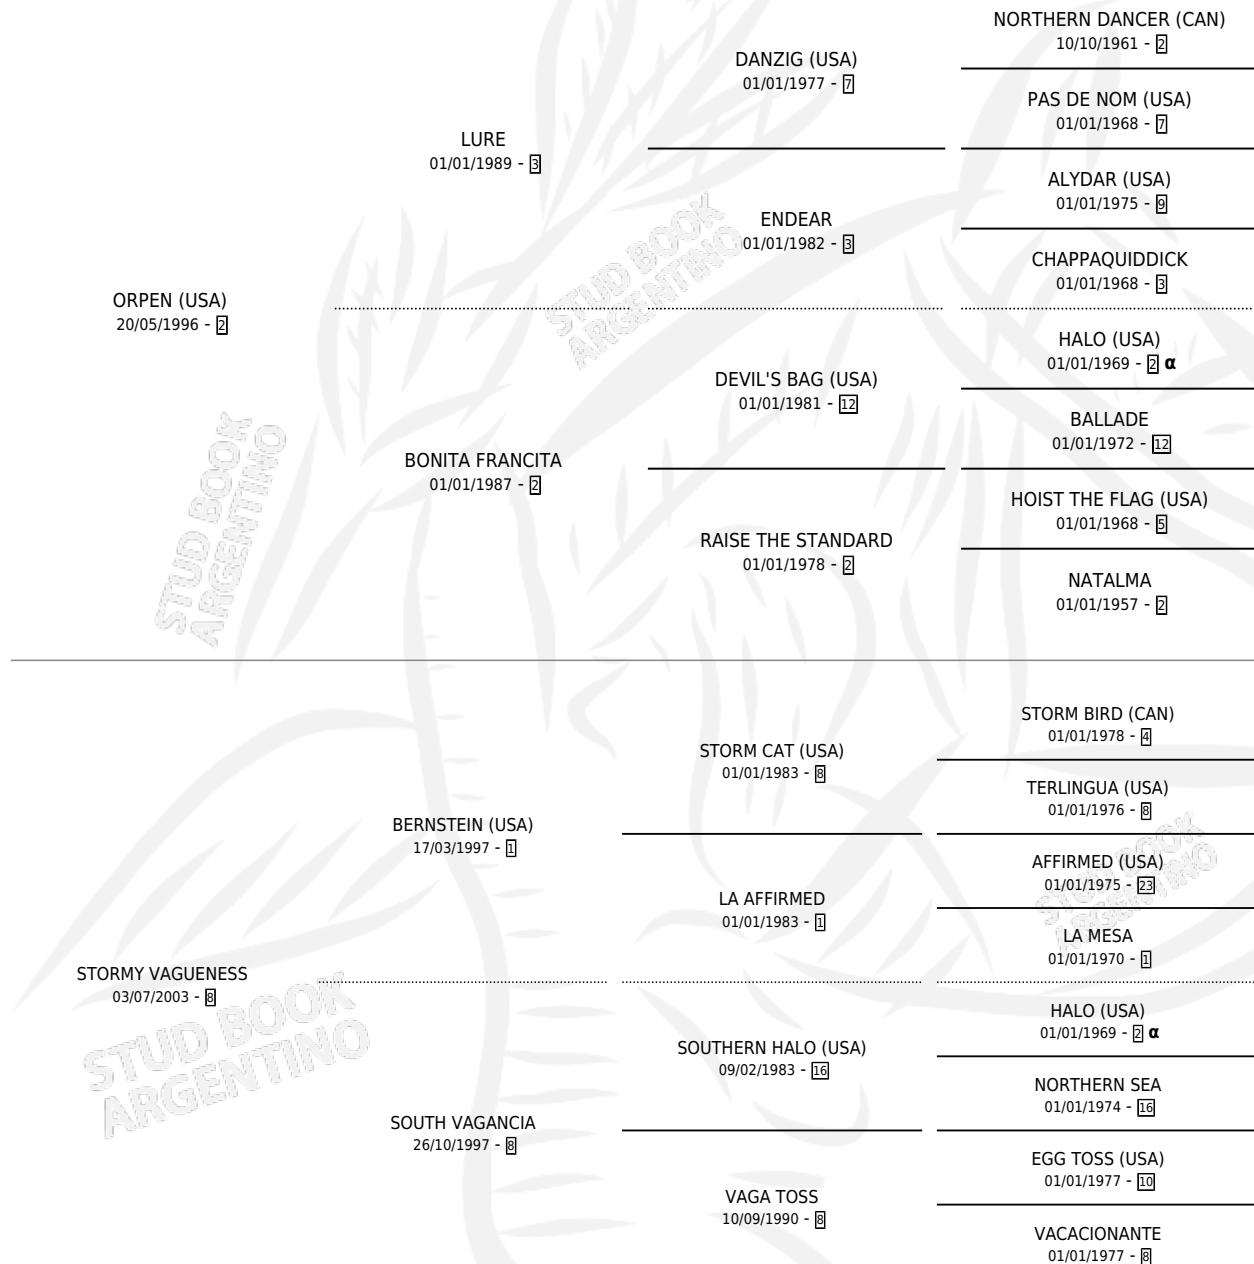 NORTHERN DANCER (CAN)
10/10/1961 - 2
DANZIG (USA)
01/01/1977 - 7
PAS DE NOM (USA)
01/01/1968 - 7
LURE
01/01/1989 - 3
ALYDAR (USA)
01/01/1975 - 9
ENDEAR
01/01/1982 - 3
CHAPPAQUIDDICK
01/01/1968 - 3
ORPEN (USA)
20/05/1996 - 2
HALO (USA)
01/01/1969 - 2 α
DEVIL'S BAG (USA)
01/01/1981 - 12
BALLADE
01/01/1972 - 12
BONITA FRANCITA
01/01/1987 - 2
HOIST THE FLAG (USA)
01/01/1968 - 5
RAISE THE STANDARD
01/01/1978 - 2
NATALMA
01/01/1957 - 2
STORM BIRD (CAN)
01/01/1978 - 4
STORM CAT (USA)
01/01/1983 - 8
TERLINGUA (USA)
01/01/1976 - 8
BERNSTEIN (USA)
17/03/1997 - 1
AFFIRMED (USA)
01/01/1975 - 23
LA AFFIRMED
01/01/1983 - 1
LA MESA
01/01/1970 - 1
STORMY VAGUENESS
03/07/2003 - 8
HALO (USA)
01/01/1969 - 2 α
SOUTHERN HALO (USA)
09/02/1983 - 16
NORTHERN SEA
01/01/1974 - 16
SOUTH VAGANCIA
26/10/1997 - 8
EGG TOSS (USA)
01/01/1977 - 10
VAGA TOSS
10/09/1990 - 8
VACACIONANTE
01/01/1977 - 8
STUD BOOK
ARGENTINO
STUD BOOK
ARGENTINO
STUD BOOK
ARGENTINO
STUD BOOK
ARGENTINO